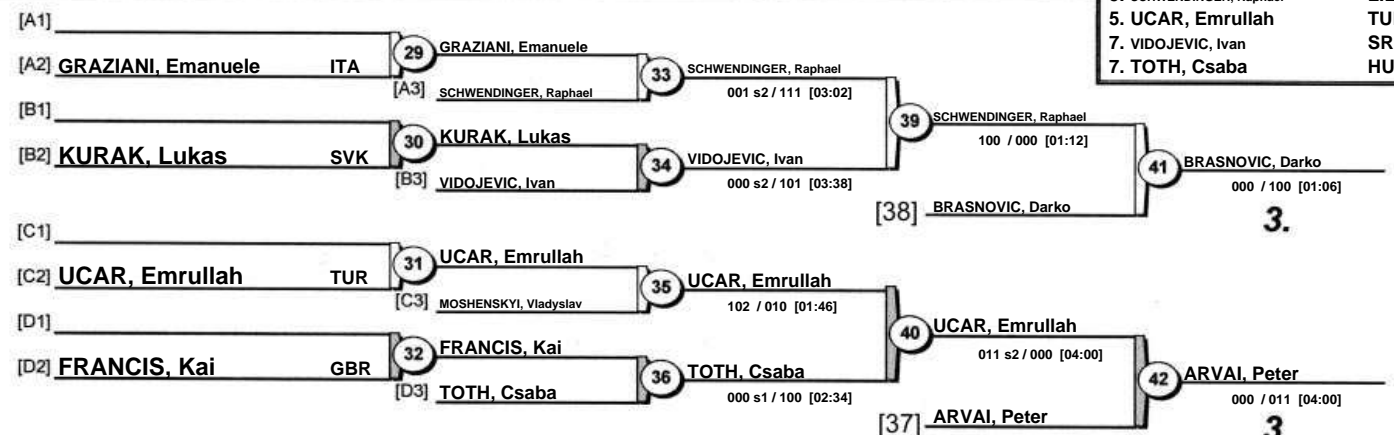 [A1]
[A2] GRAZIANI, Emanuele ITA
29
GRAZIANI, Emanuele
[A3] SCHWENDINGER, Raphael
33
SCHWENDINGER, Raphael
001 s2 / 111 [03:02]
[B1]
[B2] KURAK, Lukas SVK
30
KURAK, Lukas
[B3] VIDOJEVIC, Ivan
34
VIDOJEVIC, Ivan
000 s2 / 101 [03:38]
39
SCHWENDINGER, Raphael
100 / 000 [01:12]
[38] BRASNOVIC, Darko
41
BRASNOVIC, Darko
000 / 100 [01:06]
3.
[C1]
[C2] UCAR, Emrullah TUR
31
UCAR, Emrullah
[C3] MOSHENSKYI, Vladyslav
35
UCAR, Emrullah
102 / 010 [01:46]
[D1]
[D2] FRANCIS, Kai GBR
32
FRANCIS, Kai
[D3] TOTH, Csaba
36
TOTH, Csaba
000 s1 / 100 [02:34]
40
UCAR, Emrullah
011 s2 / 000 [04:00]
[37] ARVAI, Peter
42
ARVAI, Peter
000 / 011 [04:00]
3
5. UCAR, Emrullah TU
7. VIDOJEVIC, Ivan SR
7. TOTH, Csaba HU